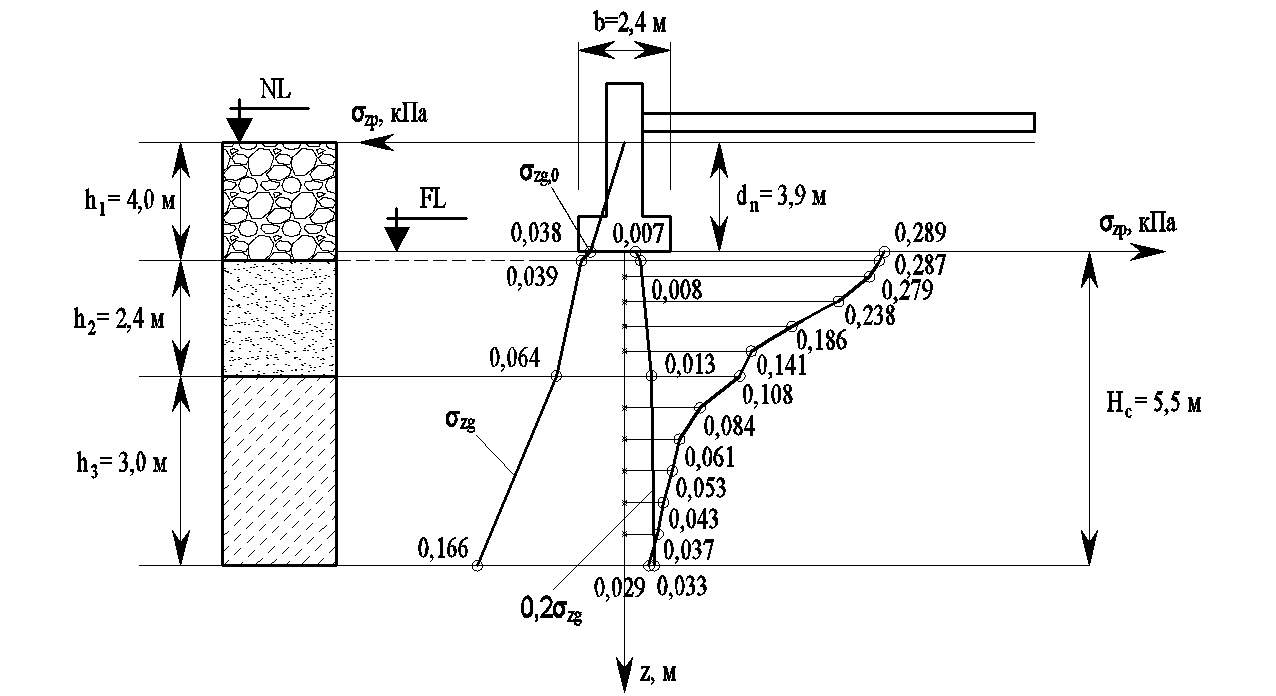 b=2,4 м
NL
σzp, кПа
σzg,0
h1= 4,0 м
dn= 3,9 м
FL
σzp, кПа
0,038
0,007
0,289
0,287
0,039
0,008
0,279
0,238
h2= 2,4 м
0,186
0,064
0,013
0,141
0,108
Hc= 5,5 м
0,084
σzg
0,061
h3= 3,0 м
0,053
0,043
0,166
0,037
0,029
0,033
0,2σzg
z, м